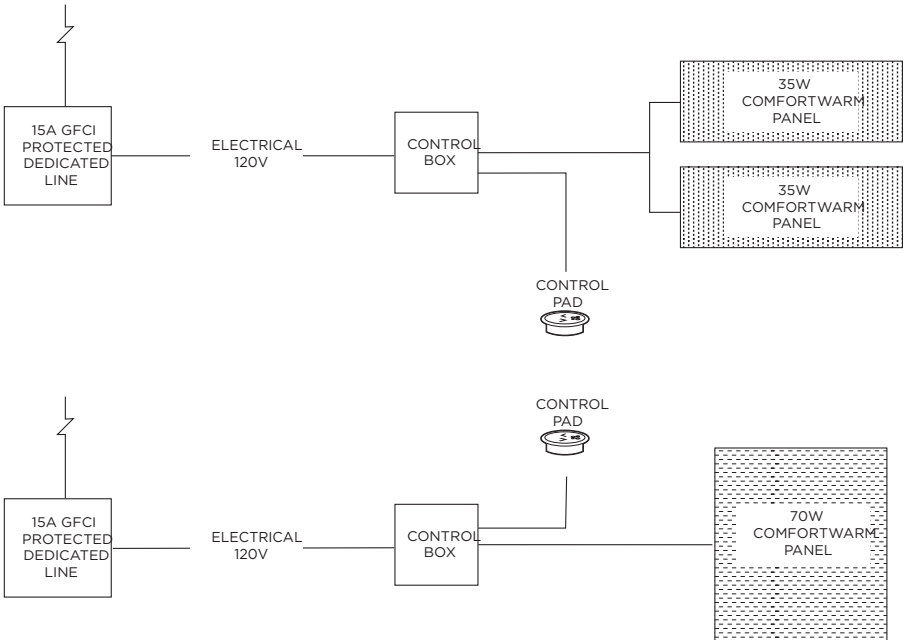 15A GFCI
PROTECTED
DEDICATED
LINE
ELECTRICAL
120V
CONTROL
BOX
35W
COMFORTWARM
PANEL
35W
COMFORTWARM
PANEL
CONTROL
PAD
CONTROL
PAD
15A GFCI
PROTECTED
DEDICATED
LINE
ELECTRICAL
120V
CONTROL
BOX
70W
COMFORTWARM
PANEL